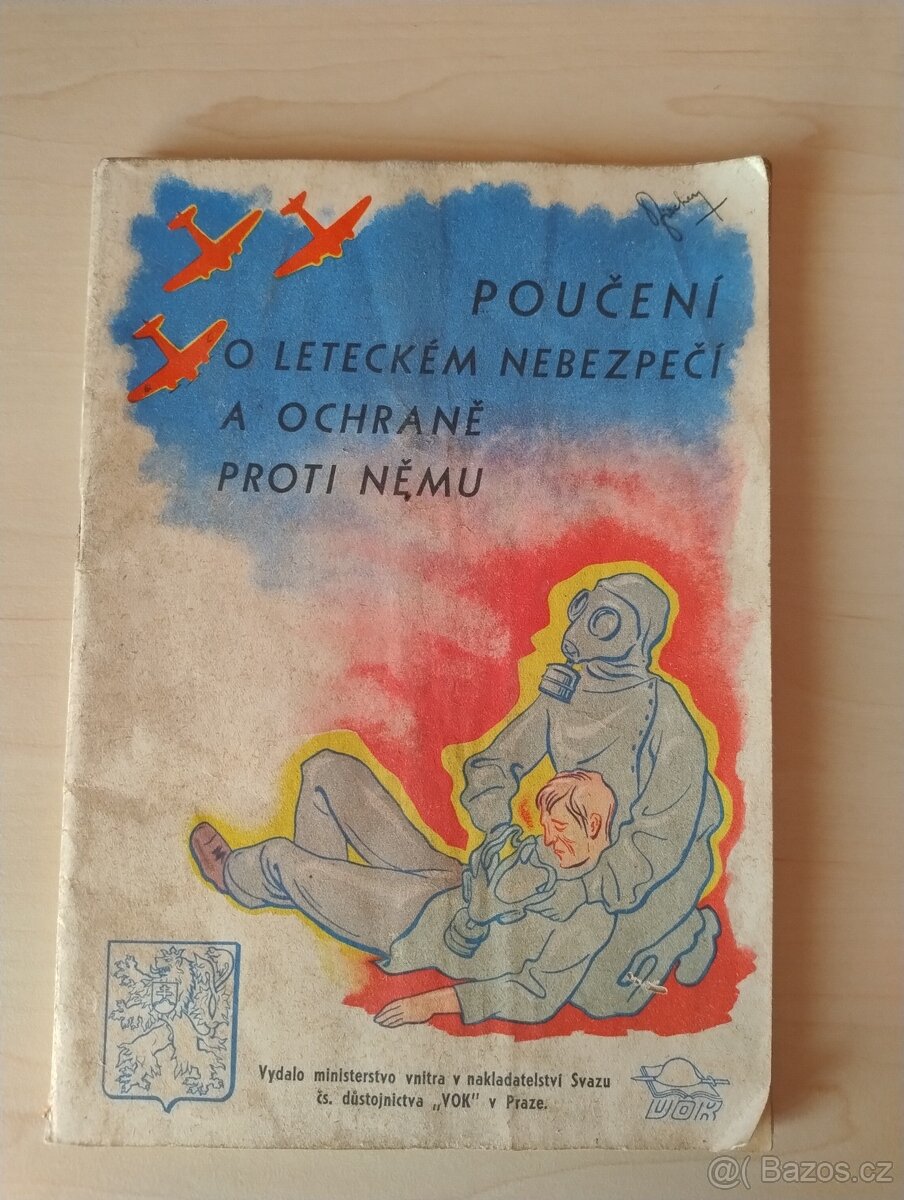 POUČENÍ
O LETECKÉM NEBEZPEČÍ
A OCHRANĚ
PROTI NĚMU
Vydalo ministerstvo vnitra v nakladatelství Svazu
čs. důstojnictva „VOK" v Praze.
VOK
@( Bazos.cz